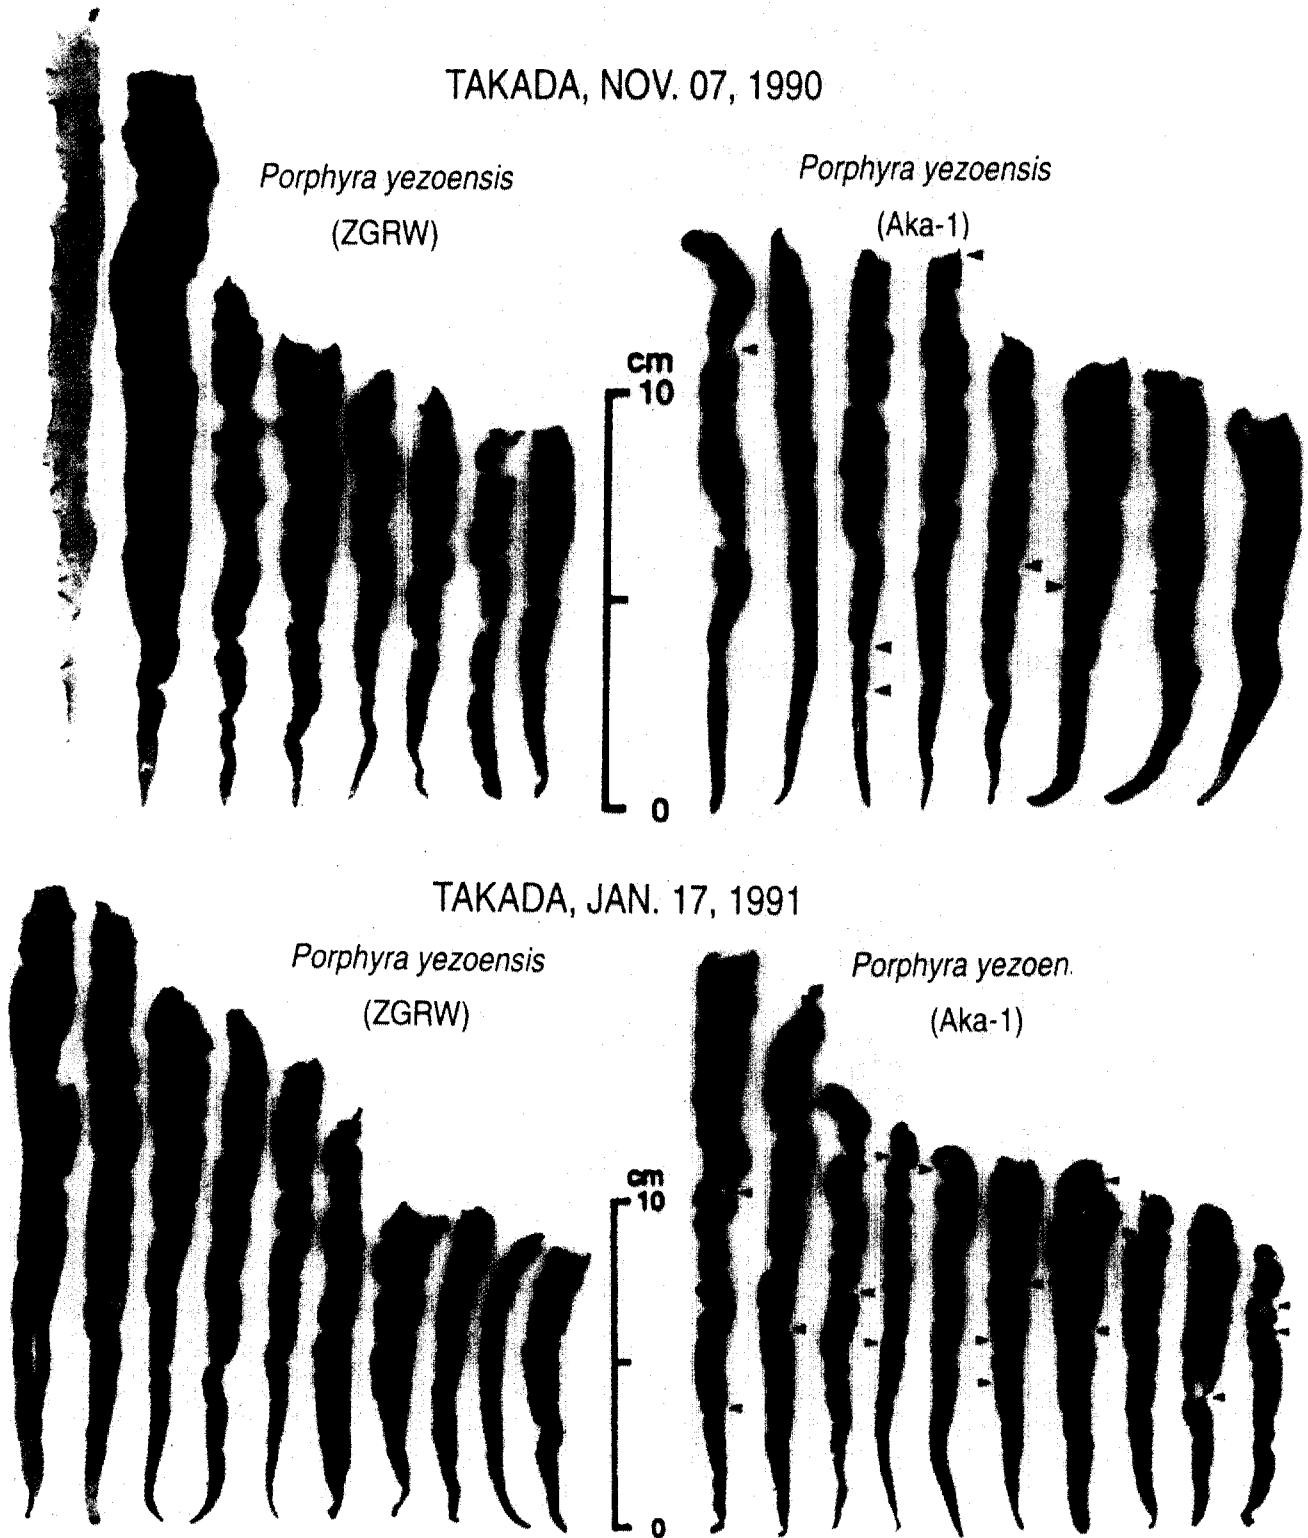 TAKADA, NOV. 07, 1990
Porphyra yezoensis
(ZGRW)
Porphyra yezoensis
(Aka-1)
cm
10
0
TAKADA, JAN. 17, 1991
Porphyra yezoensis
(ZGRW)
Porphyra yezoen.
(Aka-1)
cm
10
0